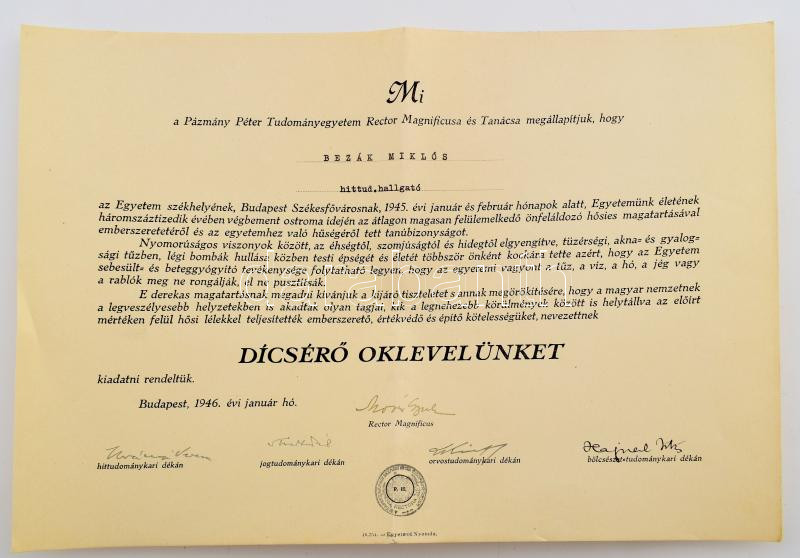 Mi
a Pázmány Péter Tudományegyetem Rector Magnificusa és Tanácsa megállapítjuk, hogy
BEZÁK MIKLÓS
hittud.hallgató
az Egyetem székhelyének, Budapest Székesfővárosnak, 1945. évi január és február hónapok alatt, Egyetemünk életének
háromszáztizedik évében végbement ostroma idején az átlagon magasan felülemelkedő önfeláldozó hősies magatartásával
emberszeretetéről és az egyetemhez való hűségéről tett tanúbizonyságot.
Nyomorúságos viszonyok között, az éhségtől, szomjúságtól és hidegtől elgyengítve, tüzérségi, akna- és gyalog-
sági tűzben, légi bombák hullása közben testi épségét és életét többször önként kockára tette azért, hogy az Egyetem
sebesült- és beteggyógyító tevékenysége folytatható legyen, hogy az egyetemi vagyont a tűz, a víz, a hó, a jég vagy
a rablók meg ne rongálják, el ne pusztítsák.
E derekas magatartásnak megadni kívánjuk a kijáró tiszteletet s annak megörökítésére, hogy a magyar nemzetnek
a legveszélyesebb helyzetekben is akadtak olyan tagjai, kik a legnehezebb körülmények között is helytállva az előírt
mértéken felül hősi lélekkel teljesítették emberszerető, értékvédő és építő kötelességüket, nevezettnek
DÍCSÉRŐ OKLEVELÜNKET
kiadatni rendeltük.
Budapest, 1946. évi január hó.
Rector Magnificus
hittudománykari dékán
jogtudománykari dékán
orvostudománykari dékán
bölcsészet-tudománykari dékán
Egyetemi Nyomda.
darabanth